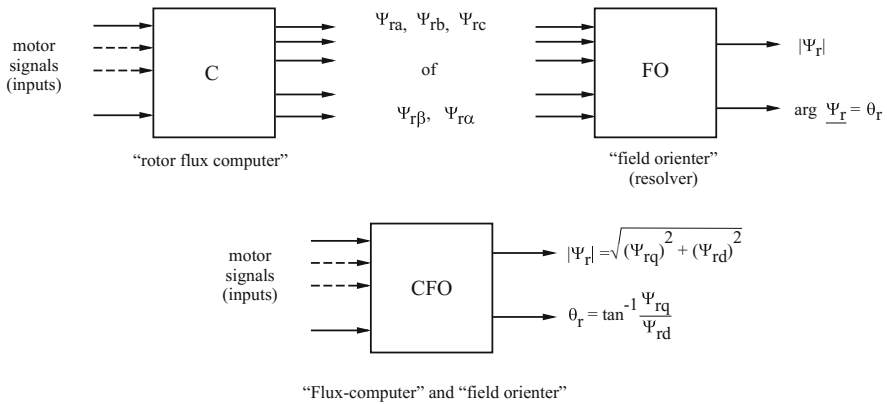 motor
signals
(inputs)
C
“rotor flux computer”
Ψra, Ψrb, Ψrc
of
Ψrβ, Ψrα
FO
“field orienter”
(resolver)
|Ψr|
arg Ψr = θr
motor
signals
(inputs)
CFO
“Flux-computer” and “field orienter”
|Ψr| = √(Ψrq)² + (Ψrd)²
θr = tan⁻¹ Ψrq
Ψrd